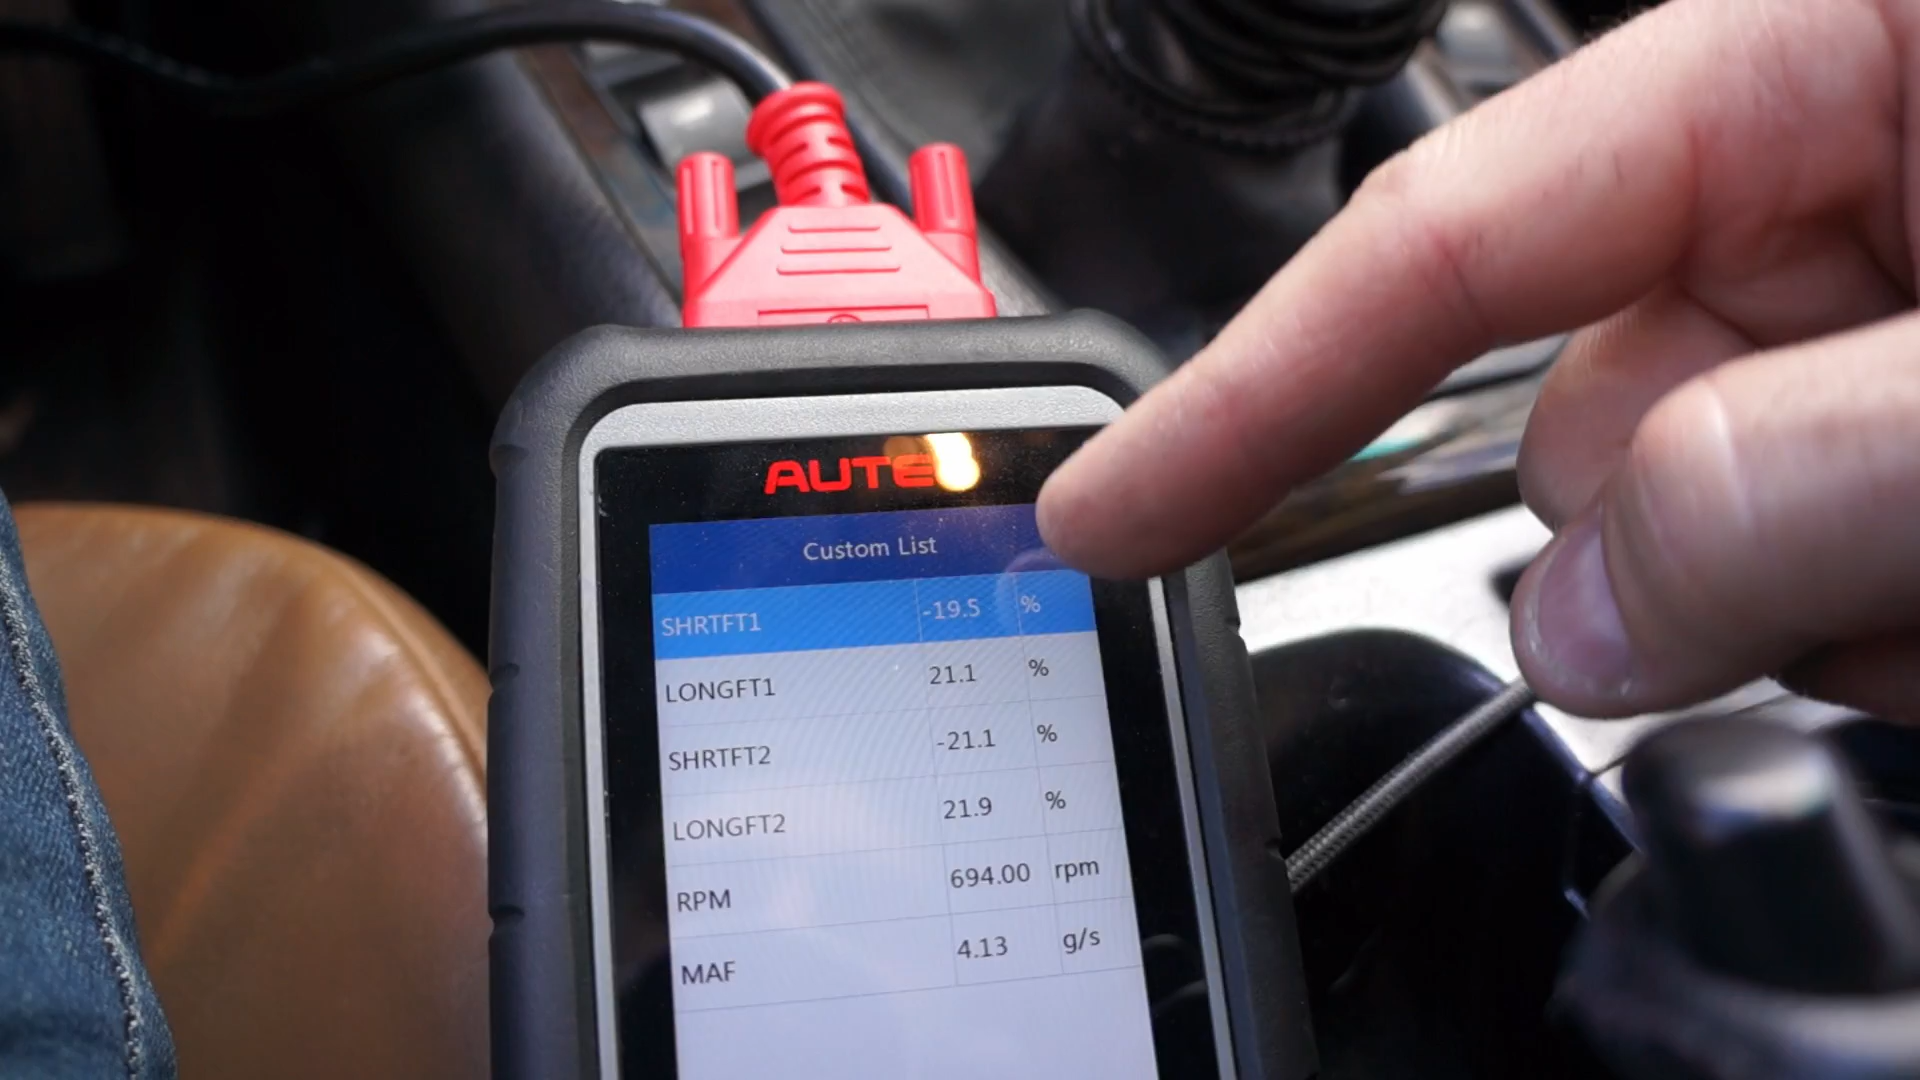 AUTEL
Custom List
SHRTFT1 -19.5 %
LONGFT1 21.1 %
SHRTFT2 -21.1 %
LONGFT2 21.9 %
RPM 694.00 rpm
MAF 4.13 g/s